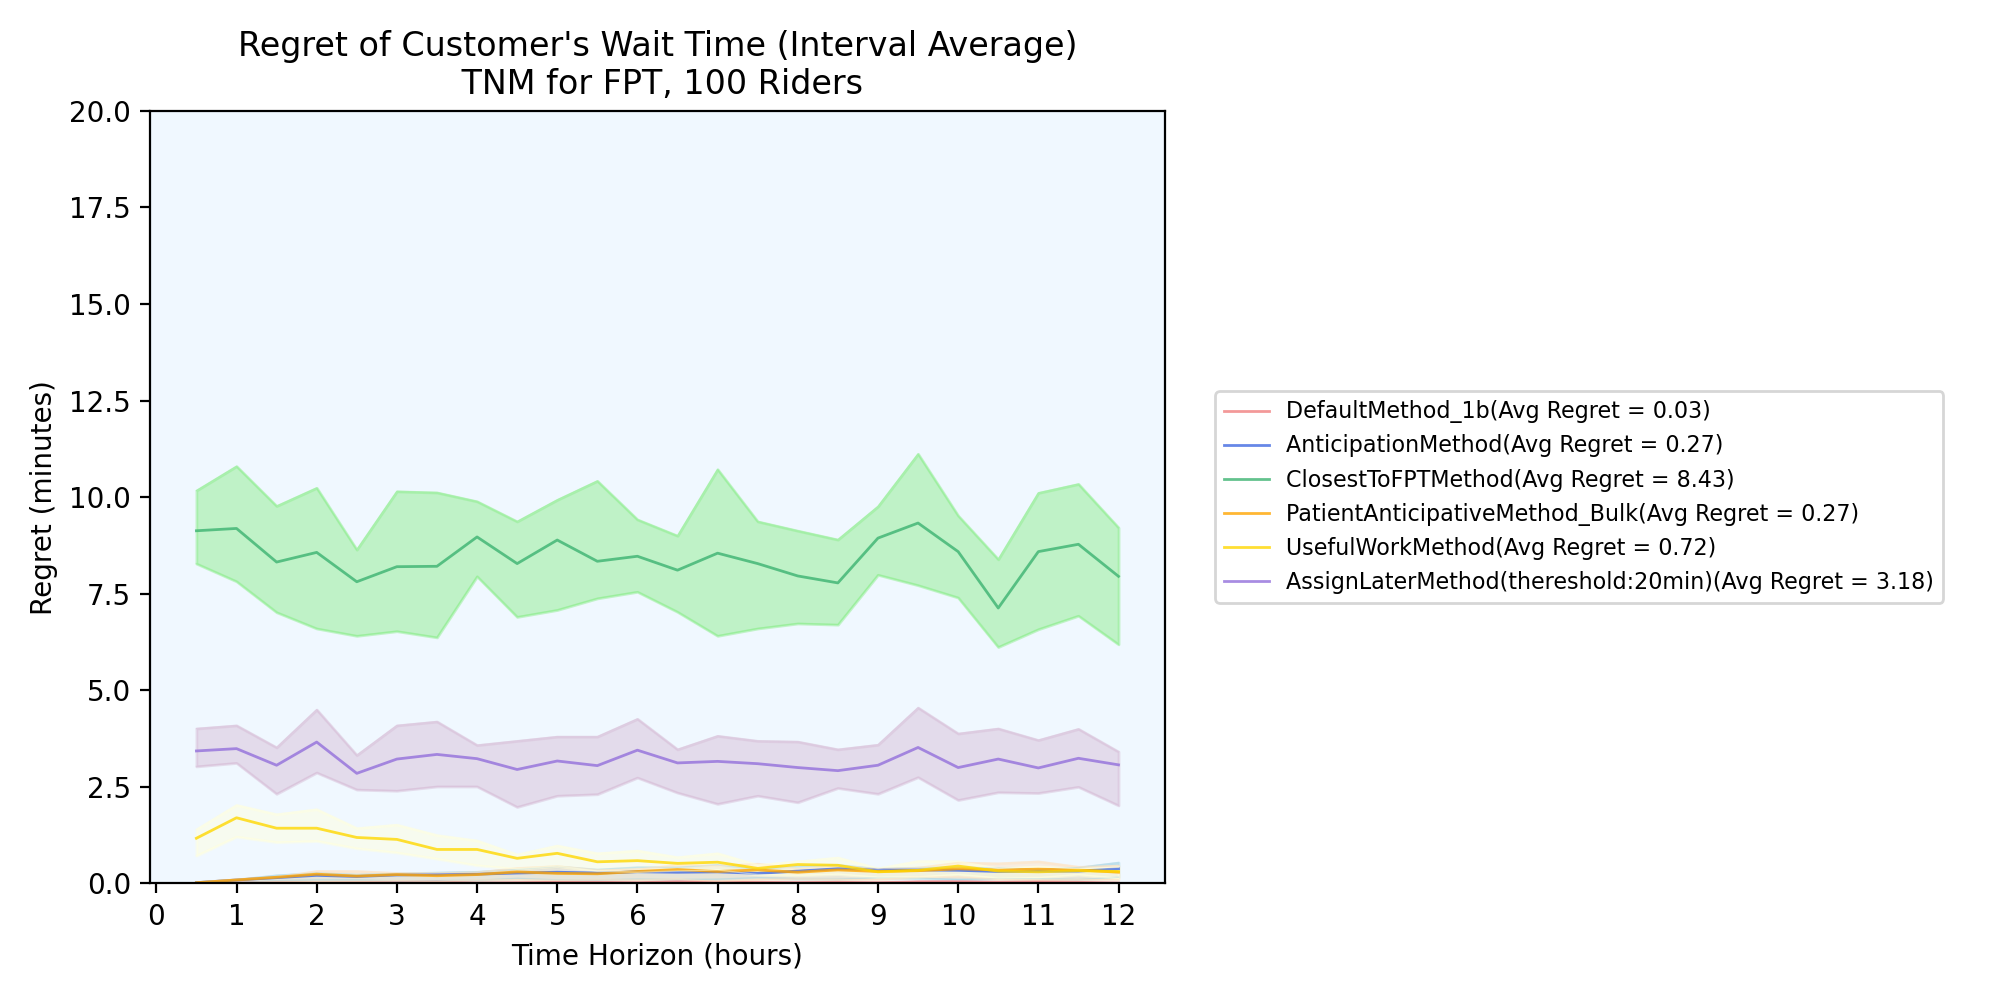 Regret of Customer's Wait Time (Interval Average)
TNM for FPT, 100 Riders
20.0
17.5
15.0
12.5
10.0
7.5
5.0
2.5
0.0
Regret (minutes)
0 1 2 3 4 5 6 7 8 9 10 11 12
Time Horizon (hours)
DefaultMethod_1b(Avg Regret = 0.03)
AnticipationMethod(Avg Regret = 0.27)
ClosestToFPTMethod(Avg Regret = 8.43)
PatientAnticipativeMethod_Bulk(Avg Regret = 0.27)
UsefulWorkMethod(Avg Regret = 0.72)
AssignLaterMethod(thereshold:20min)(Avg Regret = 3.18)